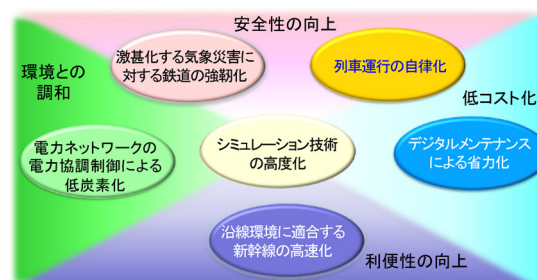 安全性の向上
激甚化する気象災害に
対する鉄道の強靭化
列車運行の自律化
環境との
調和
低コスト化
電力ネットワークの
電力協調制御による
低炭素化
シミュレーション技術
の高度化
デジタルメンテナンス
による省力化
沿線環境に適合する
新幹線の高速化
利便性の向上